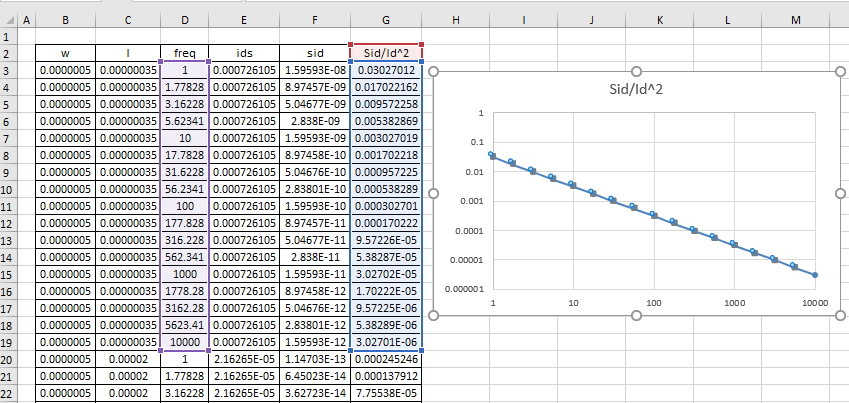 A B C D E F G H I J K L M
1
2 w l freq ids sid Sid/Id^2
3 0.0000005 0.00000035 1 0.000726105 1.59593E-08 0.03027012
4 0.0000005 0.00000035 1.77828 0.000726105 8.97457E-09 0.017022162
5 0.0000005 0.00000035 3.16228 0.000726105 5.04677E-09 0.009572258
6 0.0000005 0.00000035 5.62341 0.000726105 2.838E-09 0.005382869
7 0.0000005 0.00000035 10 0.000726105 1.59593E-09 0.003027019
8 0.0000005 0.00000035 17.7828 0.000726105 8.97458E-10 0.001702218
9 0.0000005 0.00000035 31.6228 0.000726105 5.04676E-10 0.000957225
10 0.0000005 0.00000035 56.2341 0.000726105 2.83801E-10 0.000538289
11 0.0000005 0.00000035 100 0.000726105 1.59593E-10 0.000302701
12 0.0000005 0.00000035 177.828 0.000726105 8.97457E-11 0.000170222
13 0.0000005 0.00000035 316.228 0.000726105 5.04677E-11 9.57226E-05
14 0.0000005 0.00000035 562.341 0.000726105 2.838E-11 5.38287E-05
15 0.0000005 0.00000035 1000 0.000726105 1.59593E-11 3.02702E-05
16 0.0000005 0.00000035 1778.28 0.000726105 8.97458E-12 1.70222E-05
17 0.0000005 0.00000035 3162.28 0.000726105 5.04676E-12 9.57225E-06
18 0.0000005 0.00000035 5623.41 0.000726105 2.83801E-12 5.38289E-06
19 0.0000005 0.00000035 10000 0.000726105 1.59593E-12 3.02701E-06
20 0.0000005 0.00002 1 2.16265E-05 1.14703E-13 0.000245246
21 0.0000005 0.00002 1.77828 2.16265E-05 6.45023E-14 0.000137912
22 0.0000005 0.00002 3.16228 2.16265E-05 3.62723E-14 7.75538E-05
Sid/Id^2
1
0.1
0.01
0.001
0.0001
0.00001
0.000001
1 10 100 1000 10000